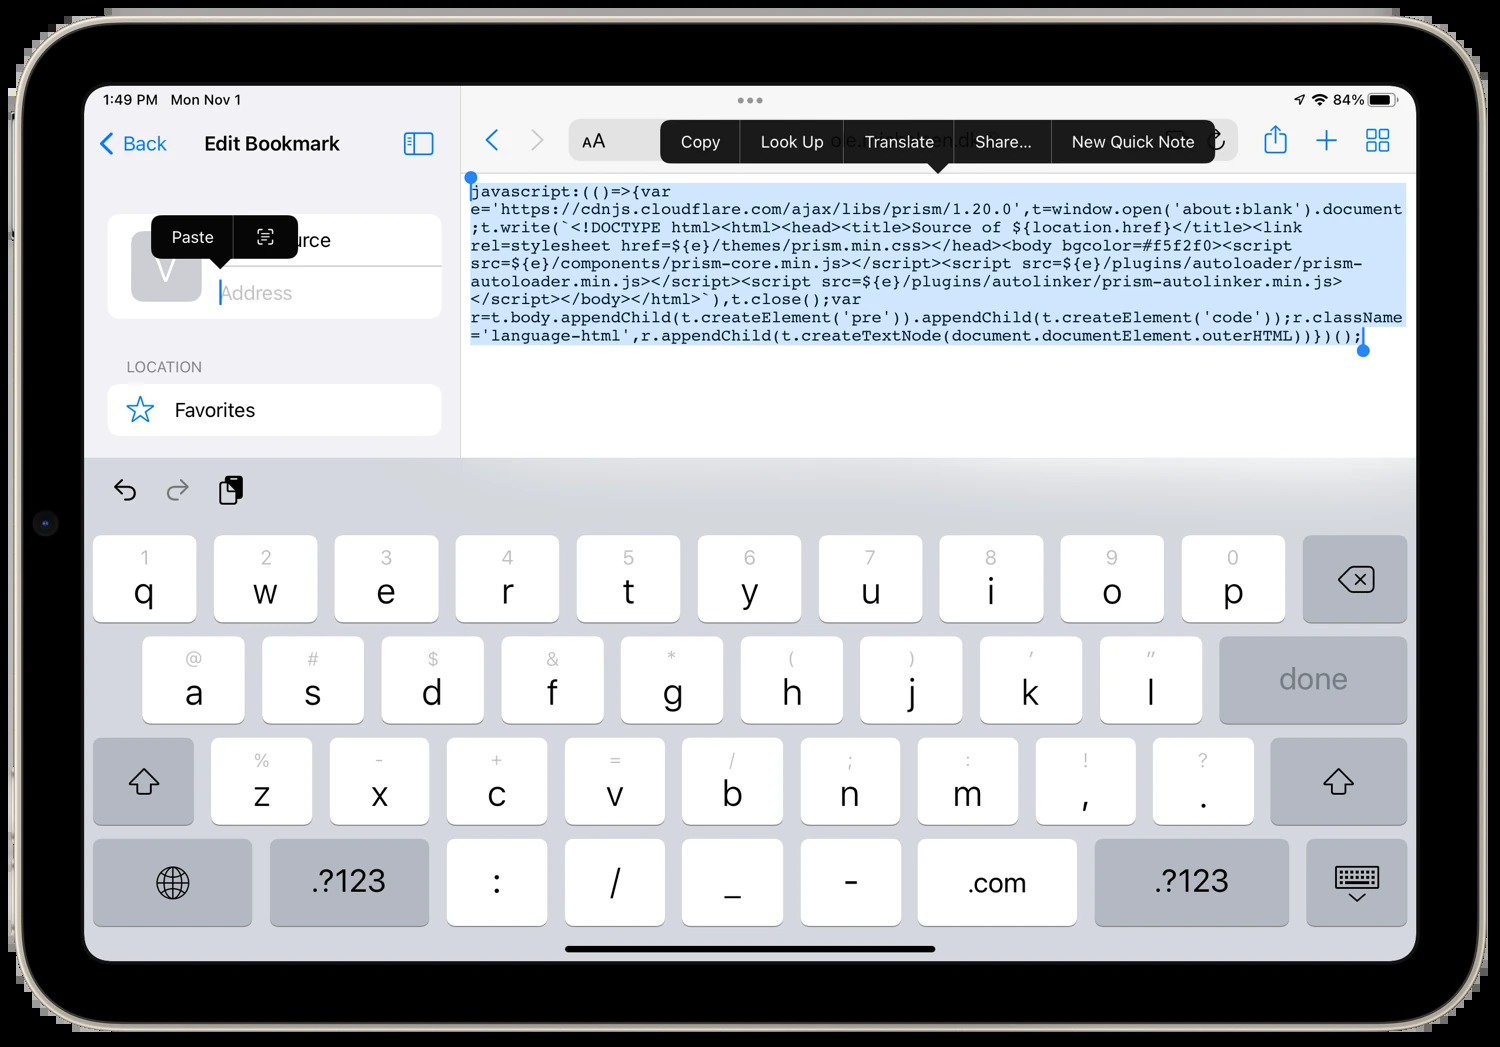 1:49 PM Mon Nov 1
84%
Back
Edit Bookmark
AA
Copy
Look Up
Translate
Share...
New Quick Note
Paste
urce
V
Address
LOCATION
Favorites
javascript:(()=>{var
e='https://cdnjs.cloudflare.com/ajax/libs/prism/1.20.0',t=window.open('about:blank').document
;t.write(`<!DOCTYPE html><html><head><title>Source of ${location.href}</title><link
rel=stylesheet href=${e}/themes/prism.min.css></head><body bgcolor=#f5f2f0><script
src=${e}/components/prism-core.min.js></script><script src=${e}/plugins/autoloader/prism-
autoloader.min.js></script><script src=${e}/plugins/autolinker/prism-autolinker.min.js>
</script></body></html>`),t.close();var
r=t.body.appendChild(t.createElement('pre')).appendChild(t.createElement('code'));r.className
='language-html',r.appendChild(t.createTextNode(document.documentElement.outerHTML))})();
1 2 3 4 5 6 7 8 9 0
q w e r t y u i o p
@ # $ & * ( ) ' "
a s d f g h j k l done
% - + = / ; : ! ?
z x c v b n m , .
.?123 : / _ - .com .?123